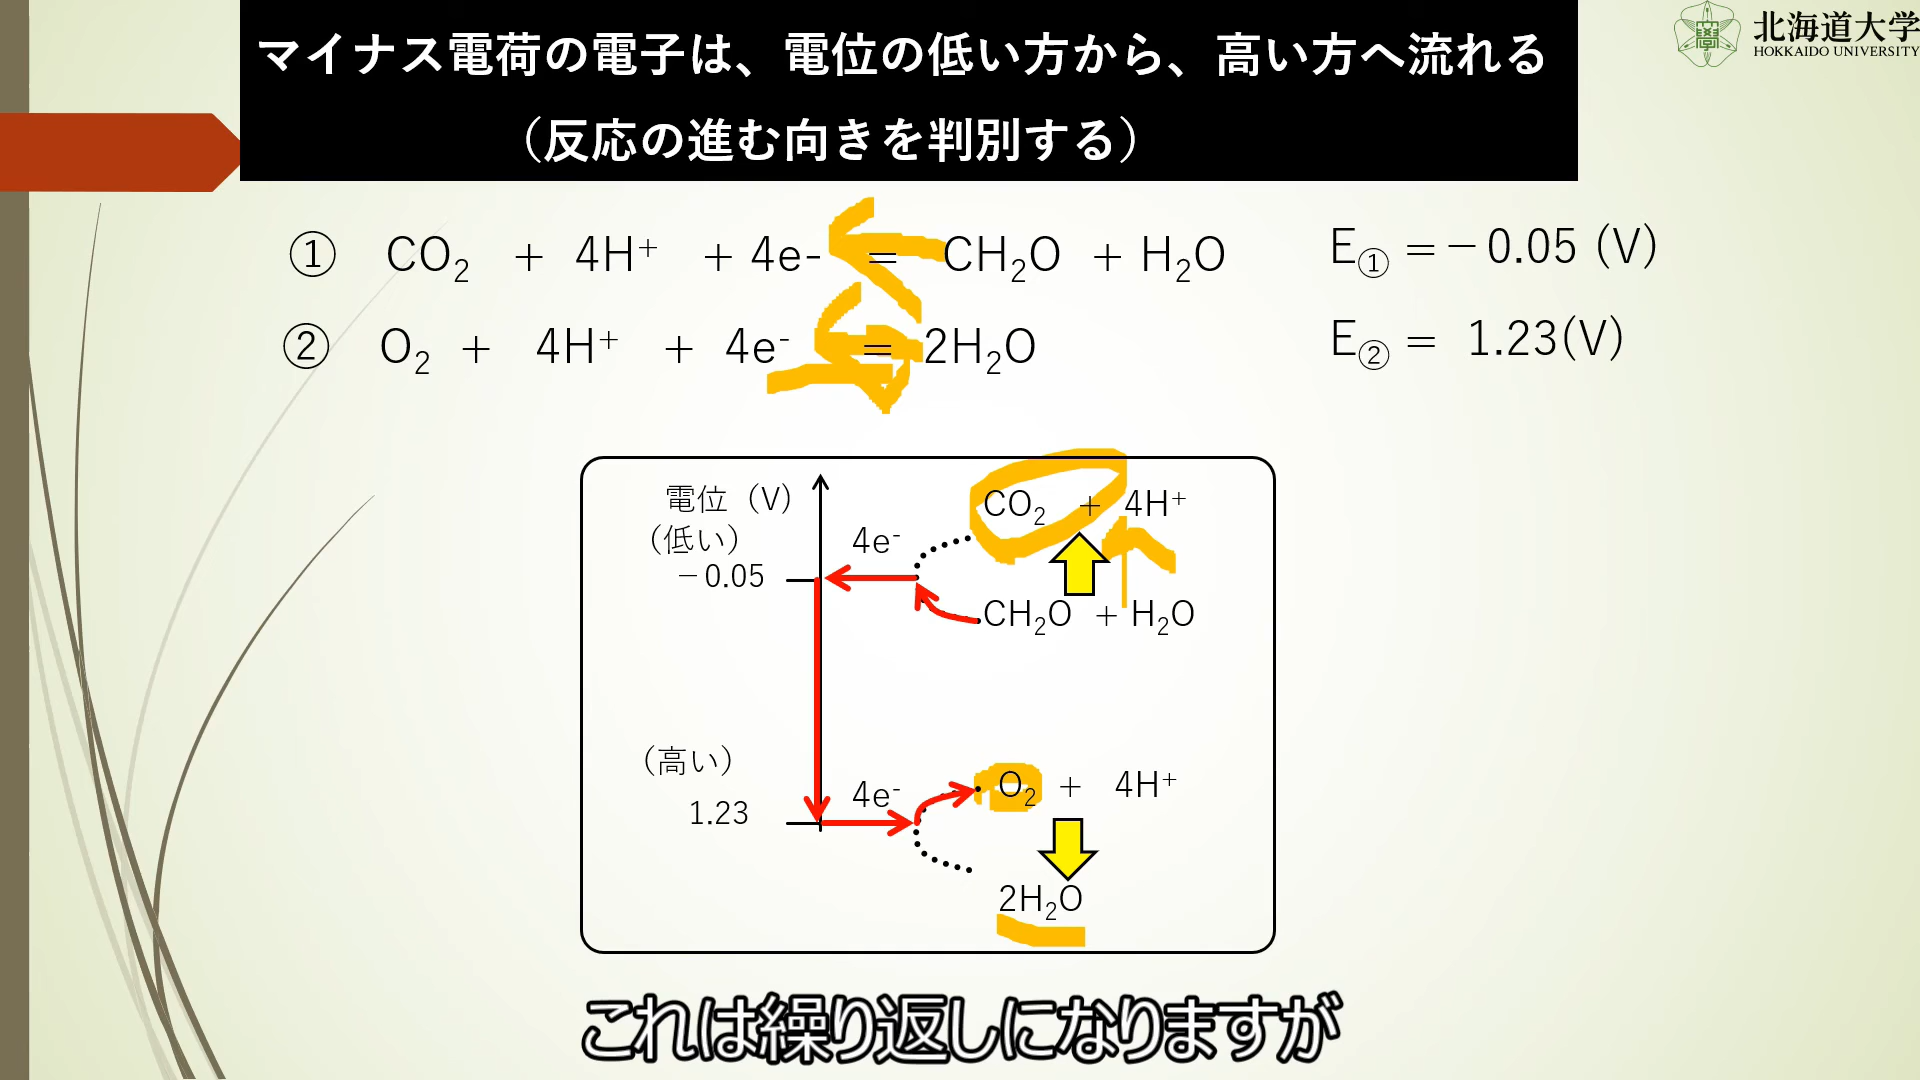 マイナス電荷の電子は、電位の低い方から、高い方へ流れる
（反応の進む向きを判別する）
北海道大学
HOKKAIDO UNIVERSITY
① CO₂ + 4H⁺ + 4e- = CH₂O + H₂O E① =－0.05 (V)
② O₂ + 4H⁺ + 4e⁻ = 2H₂O E② = 1.23(V)
電位（V）
（低い）
－0.05
4e⁻
CO₂ + 4H⁺
CH₂O + H₂O
（高い）
1.23
4e⁻
O₂ + 4H⁺
2H₂O
これは繰り返しになりますが